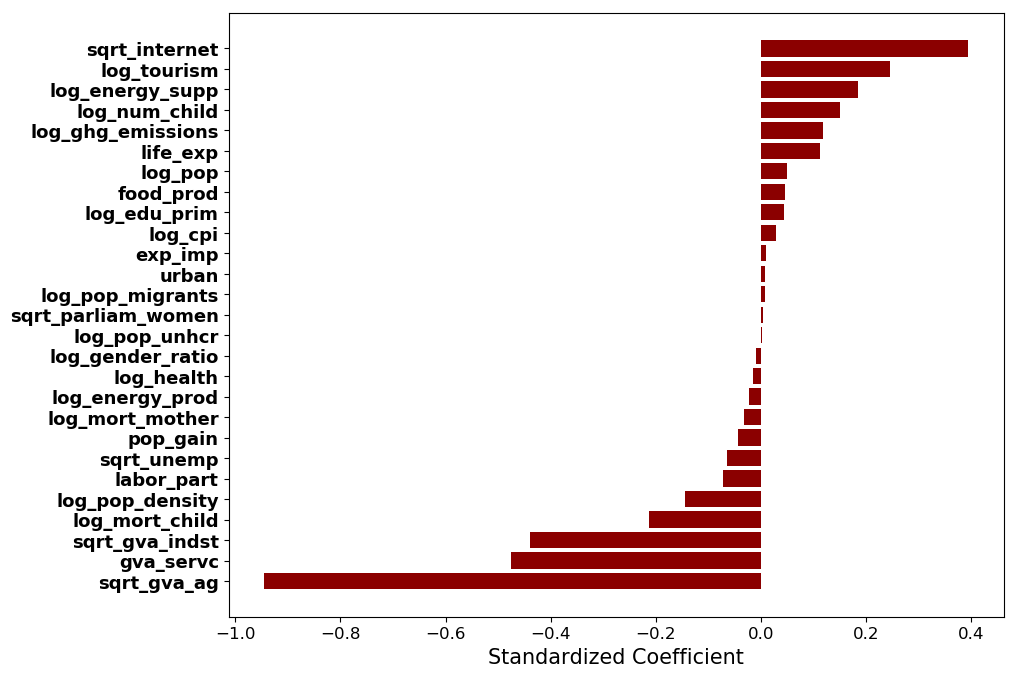 sqrt_internet
log_tourism
log_energy_supp
log_num_child
log_ghg_emissions
life_exp
log_pop
food_prod
log_edu_prim
log_cpi
exp_imp
urban
log_pop_migrants
sqrt_parliam_women
log_pop_unhcr
log_gender_ratio
log_health
log_energy_prod
log_mort_mother
pop_gain
sqrt_unemp
labor_part
log_pop_density
log_mort_child
sqrt_gva_indst
gva_servc
sqrt_gva_ag
−1.0 −0.8 −0.6 −0.4 −0.2 0.0 0.2 0.4
Standardized Coefficient